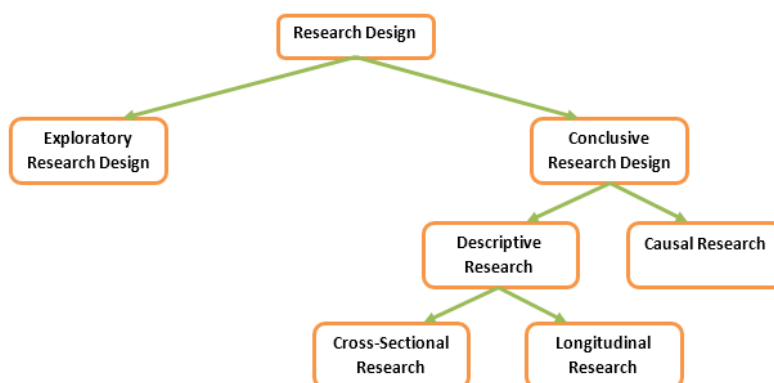 Research Design
Exploratory
Research Design
Conclusive
Research Design
Descriptive
Research
Causal Research
Cross-Sectional
Research
Longitudinal
Research